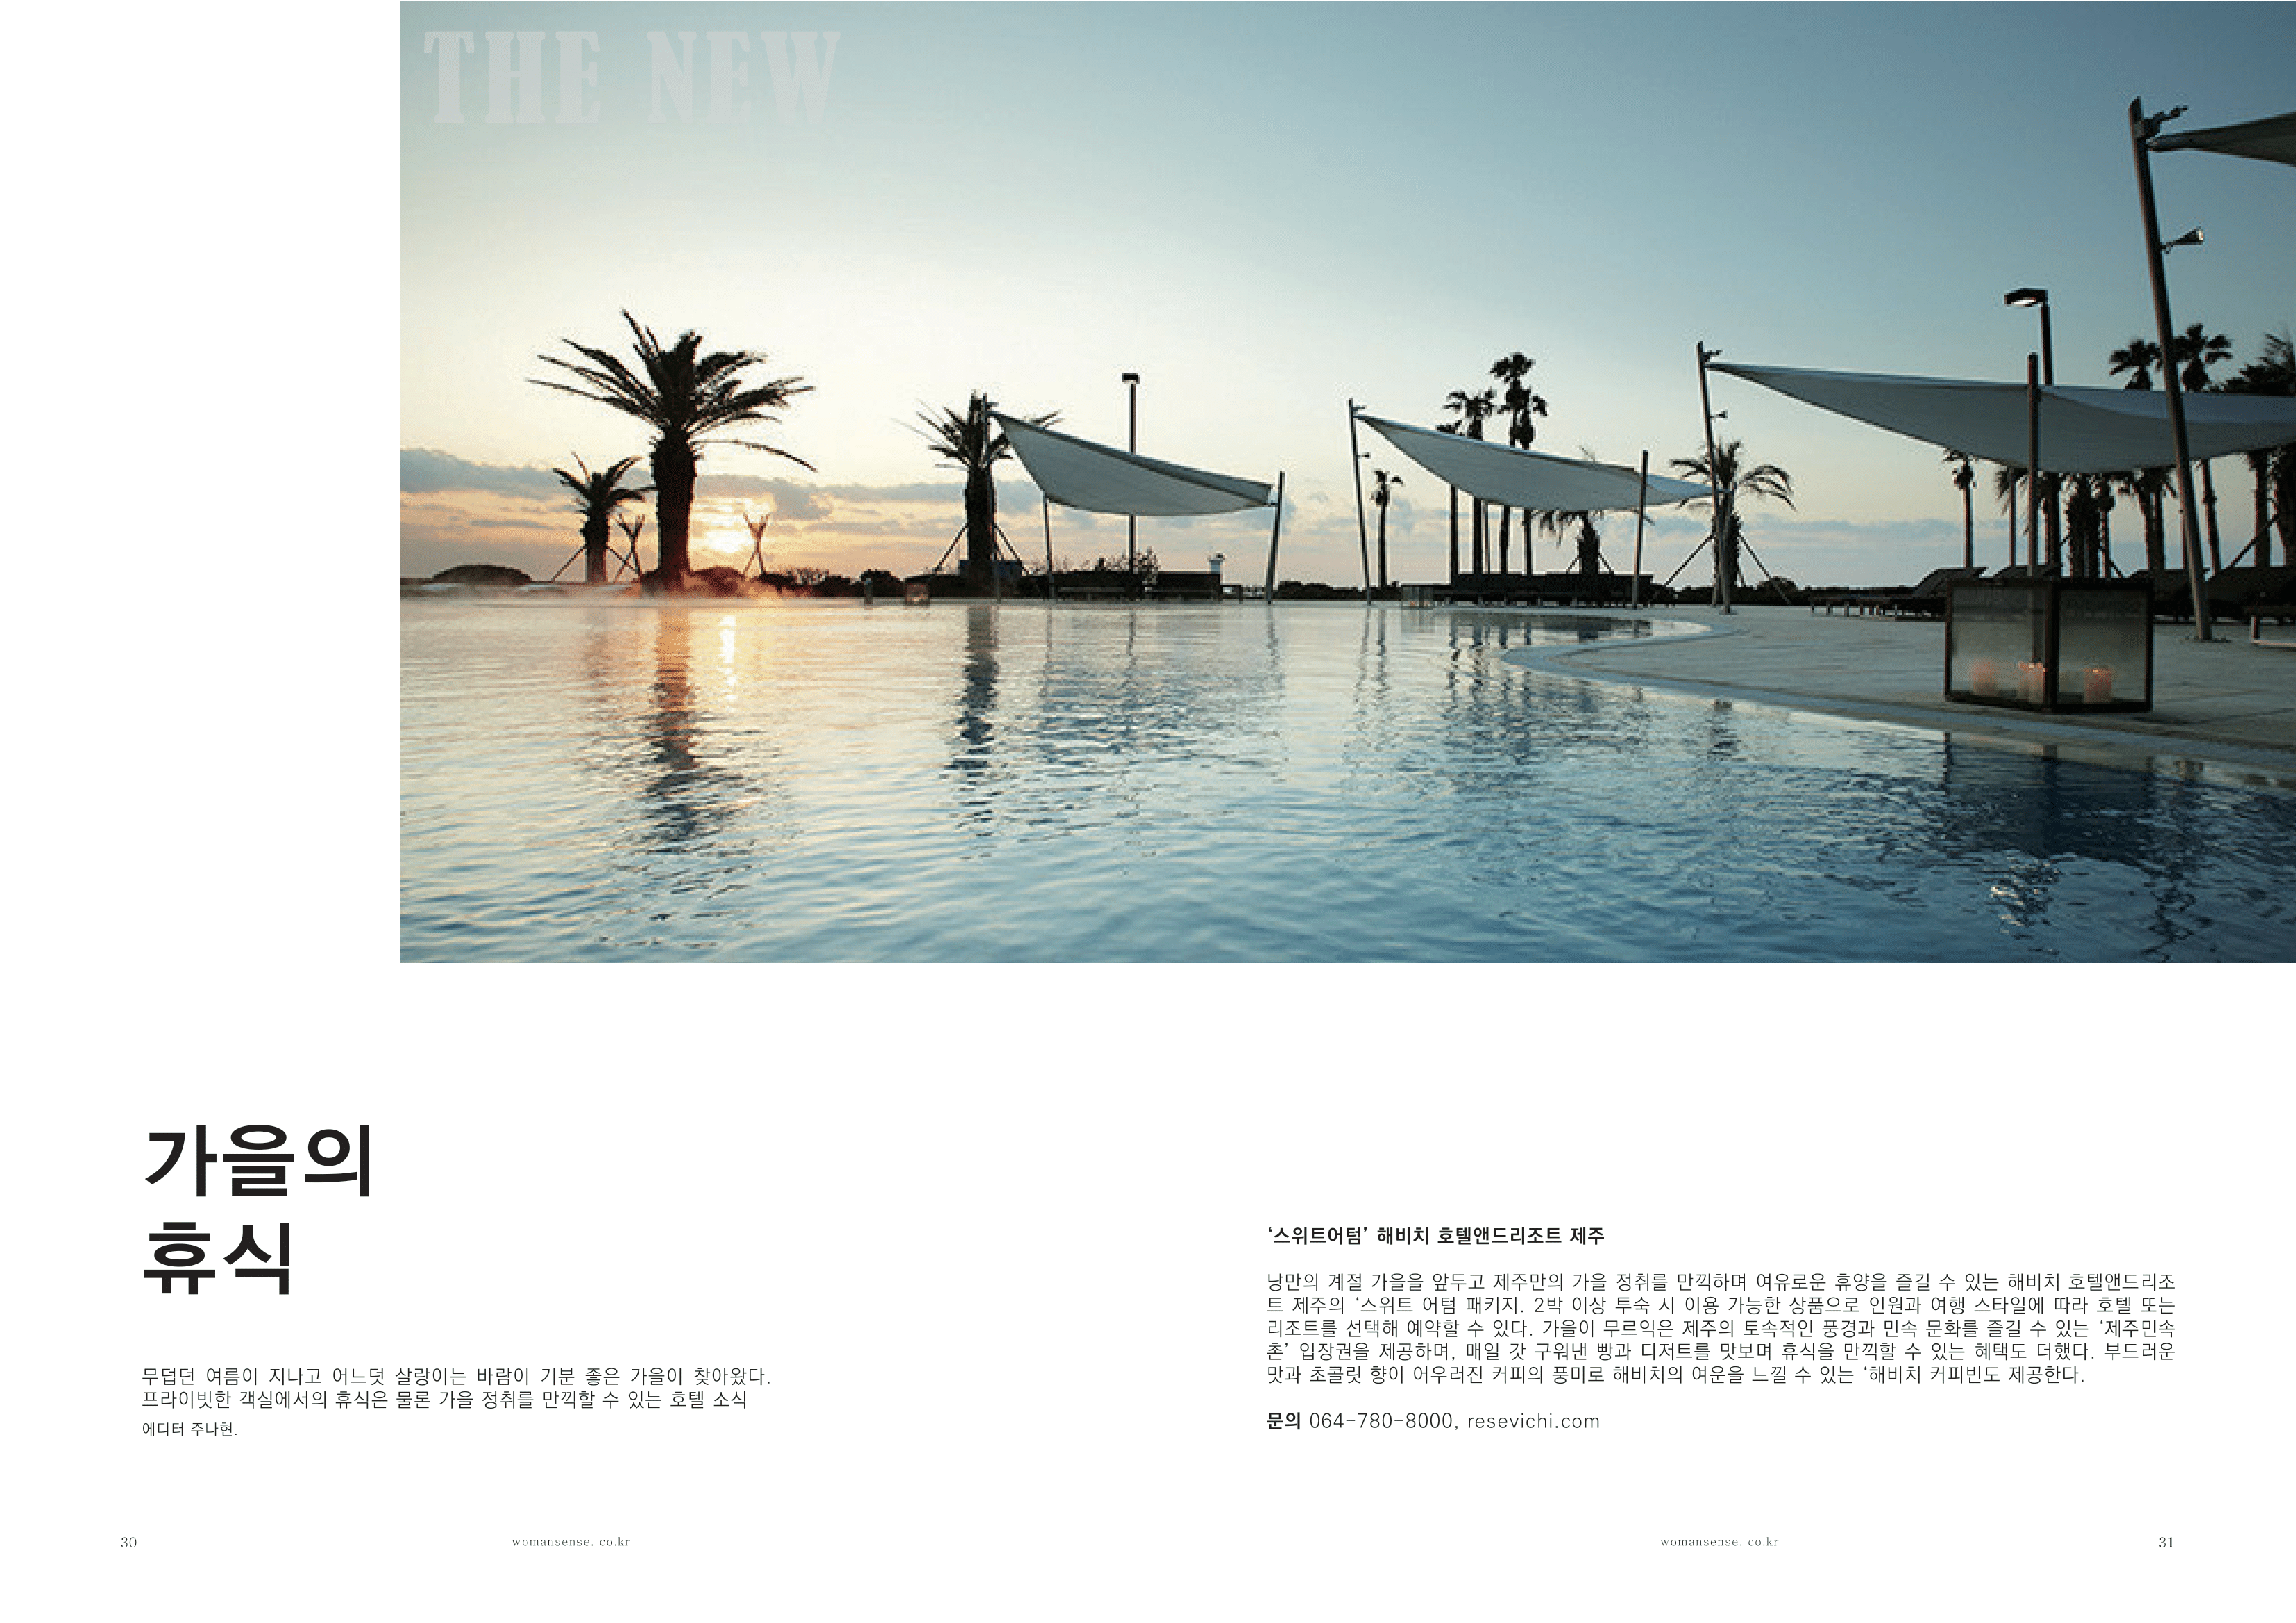 THE NEW
가을의
휴식
무덥던 여름이 지나고 어느덧 살랑이는 바람이 기분 좋은 가을이 찾아왔다.
프라이빗한 객실에서의 휴식은 물론 가을 정취를 만끽할 수 있는 호텔 소식
에디터 주나현.
‘스위트어텀’ 해비치 호텔앤드리조트 제주
낭만의 계절 가을을 앞두고 제주만의 가을 정취를 만끽하며 여유로운 휴양을 즐길 수 있는 해비치 호텔앤드리조
트 제주의 ‘스위트 어텀 패키지. 2박 이상 투숙 시 이용 가능한 상품으로 인원과 여행 스타일에 따라 호텔 또는
리조트를 선택해 예약할 수 있다. 가을이 무르익은 제주의 토속적인 풍경과 민속 문화를 즐길 수 있는 ‘제주민속
촌’ 입장권을 제공하며, 매일 갓 구워낸 빵과 디저트를 맛보며 휴식을 만끽할 수 있는 혜택도 더했다. 부드러운
맛과 초콜릿 향이 어우러진 커피의 풍미로 해비치의 여운을 느낄 수 있는 ‘해비치 커피빈도 제공한다.
문의 064-780-8000, resevichi.com
30
womansense. co.kr
womansense. co.kr
31